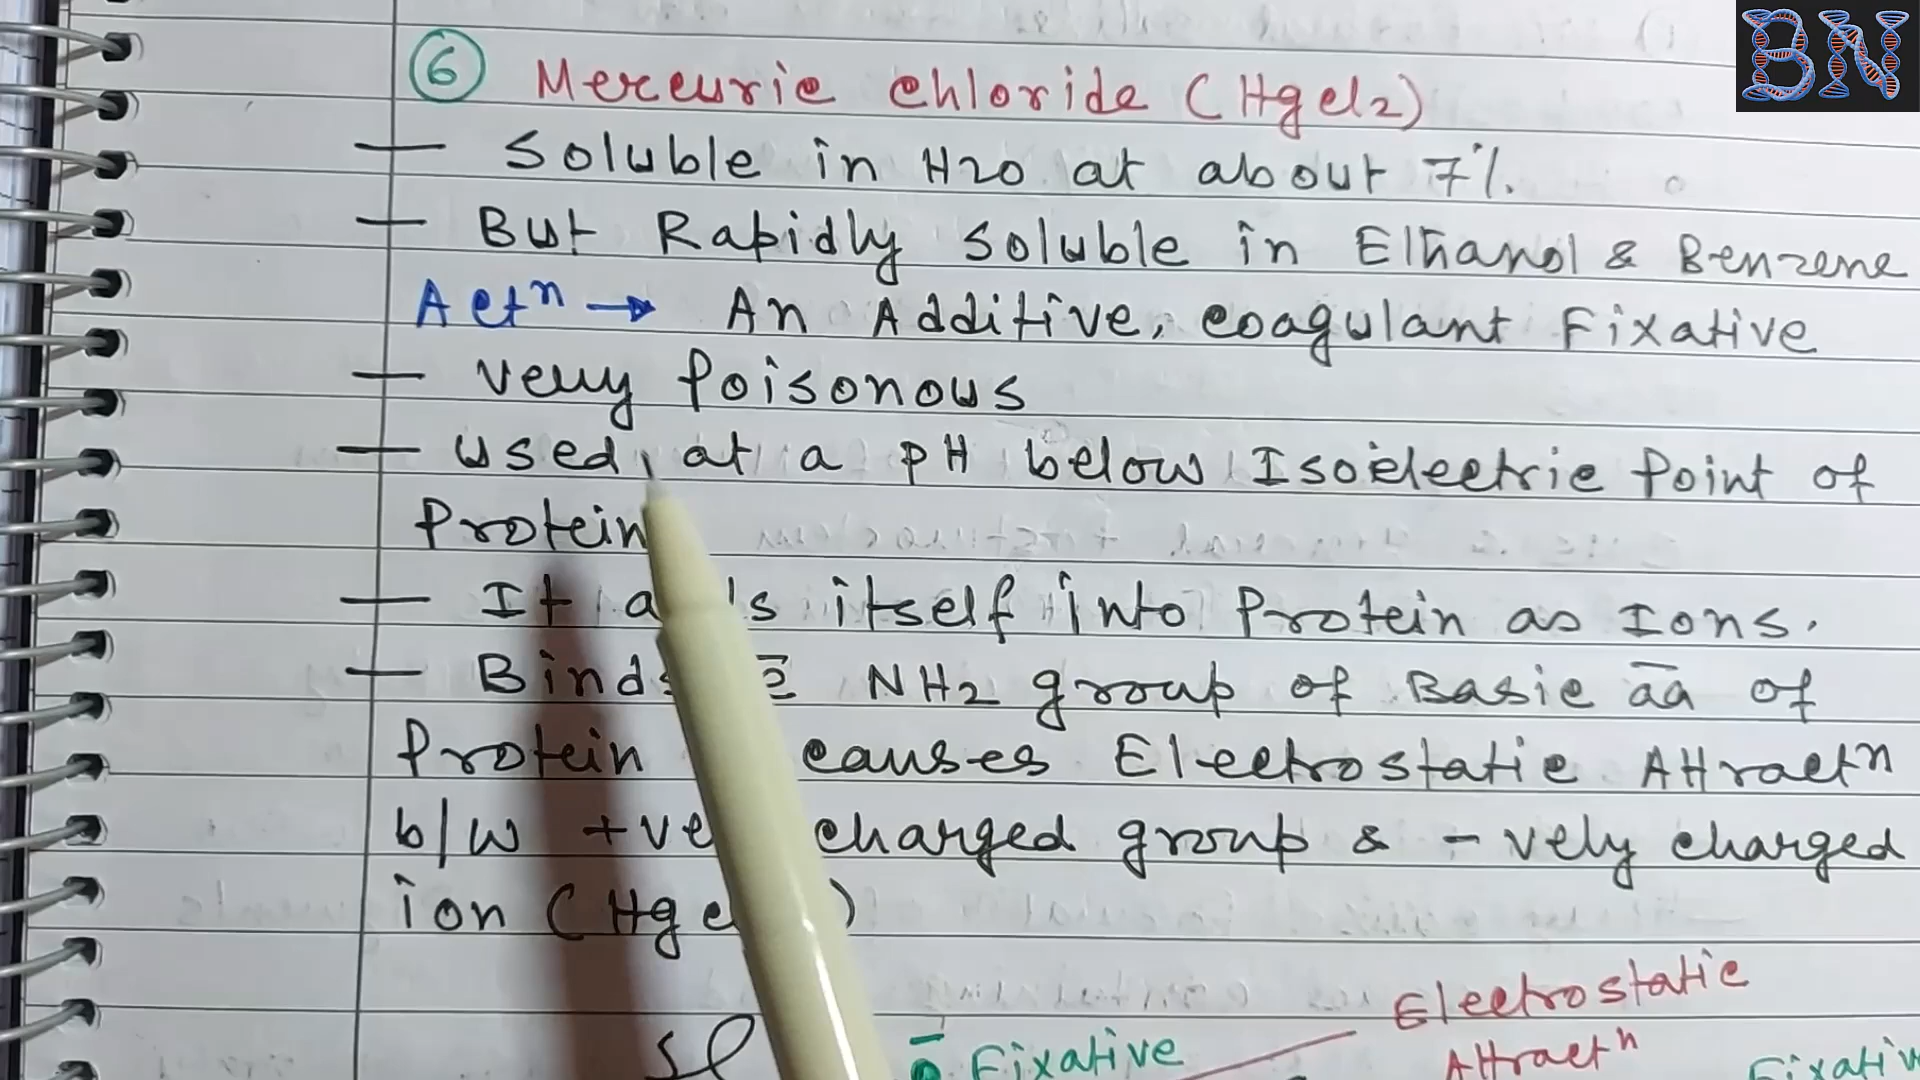 BN
⑥ Mercuric chloride (HgCl2)
— Soluble in H2O at about 7%.
— But Rapidly Soluble in Ethanol & Benzene
Actⁿ → An Additive, coagulant Fixative
— Very Poisonous
— used at a pH below Isoelectric Point of
Protein
— It itself into Protein as Ions.
— Binds c̄ NH2 group of Basic a̅a̅ of
Protein causes Electrostatic Attractⁿ
b/w +ve charged group & -vely charged
ion (Hg
Electrostatic
Fixative Attractⁿ